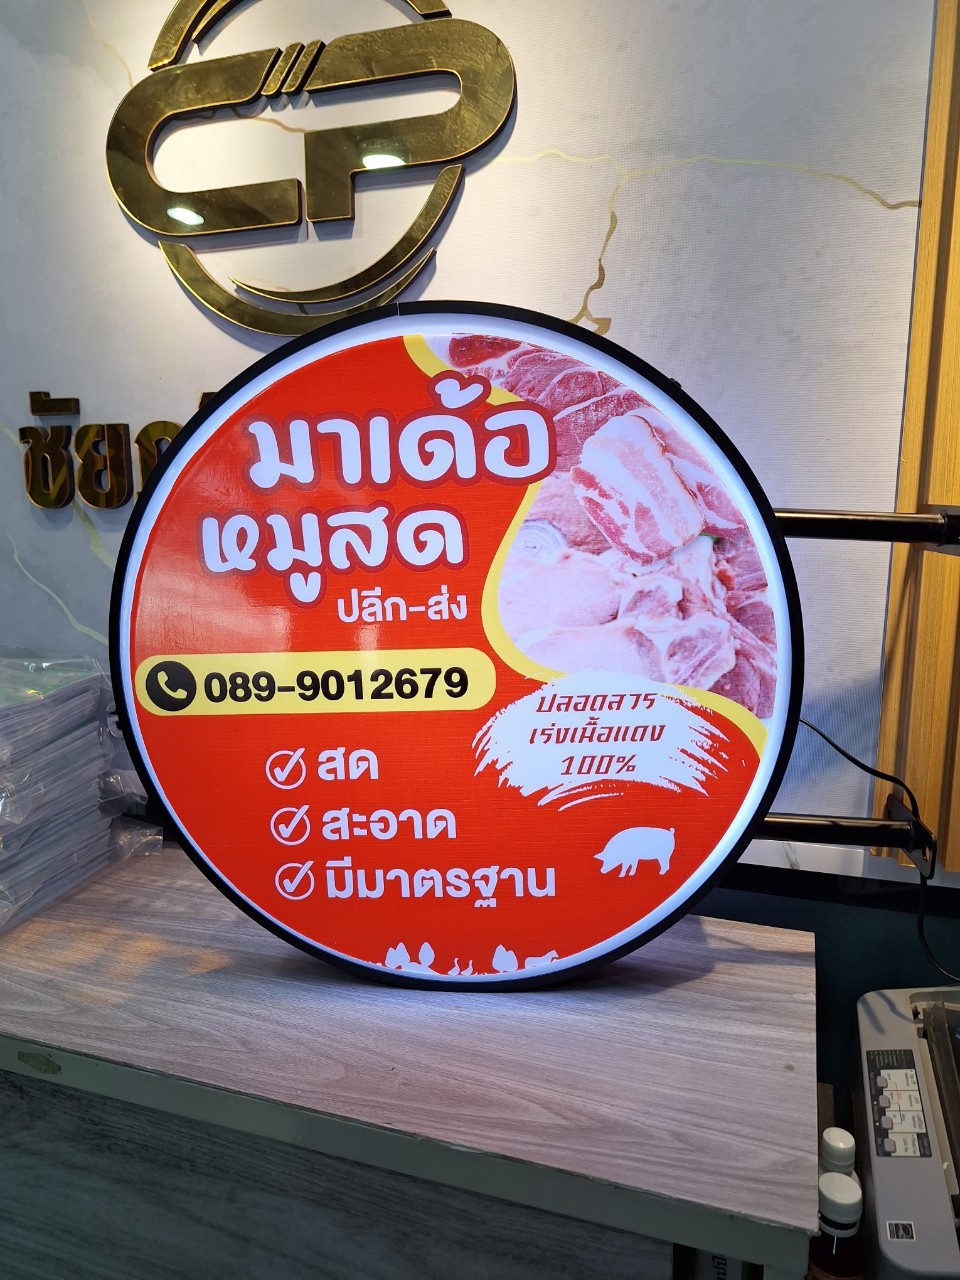 CP
มาเด้อ
หมูสด
ปลีก-ส่ง
089-9012679
ปลอดสาร
เร่งเนื้อแดง
100%
สด
สะอาด
มีมาตรฐาน